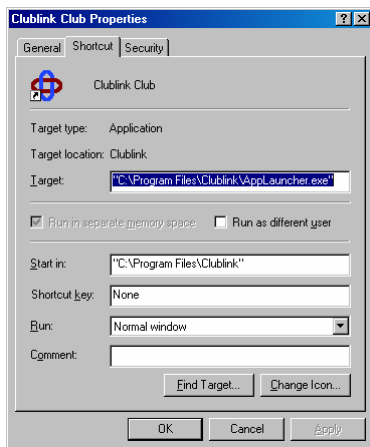 Clublink Club Properties
General Shortcut Security
Clublink Club
Target type: Application
Target location: Clublink
Target: "C:\Program Files\Clublink\AppLauncher.exe"
Run in separate memory space Run as different user
Start in: "C:\Program Files\Clublink"
Shortcut key: None
Run: Normal window
Comment:
Find Target... Change Icon...
OK Cancel Apply